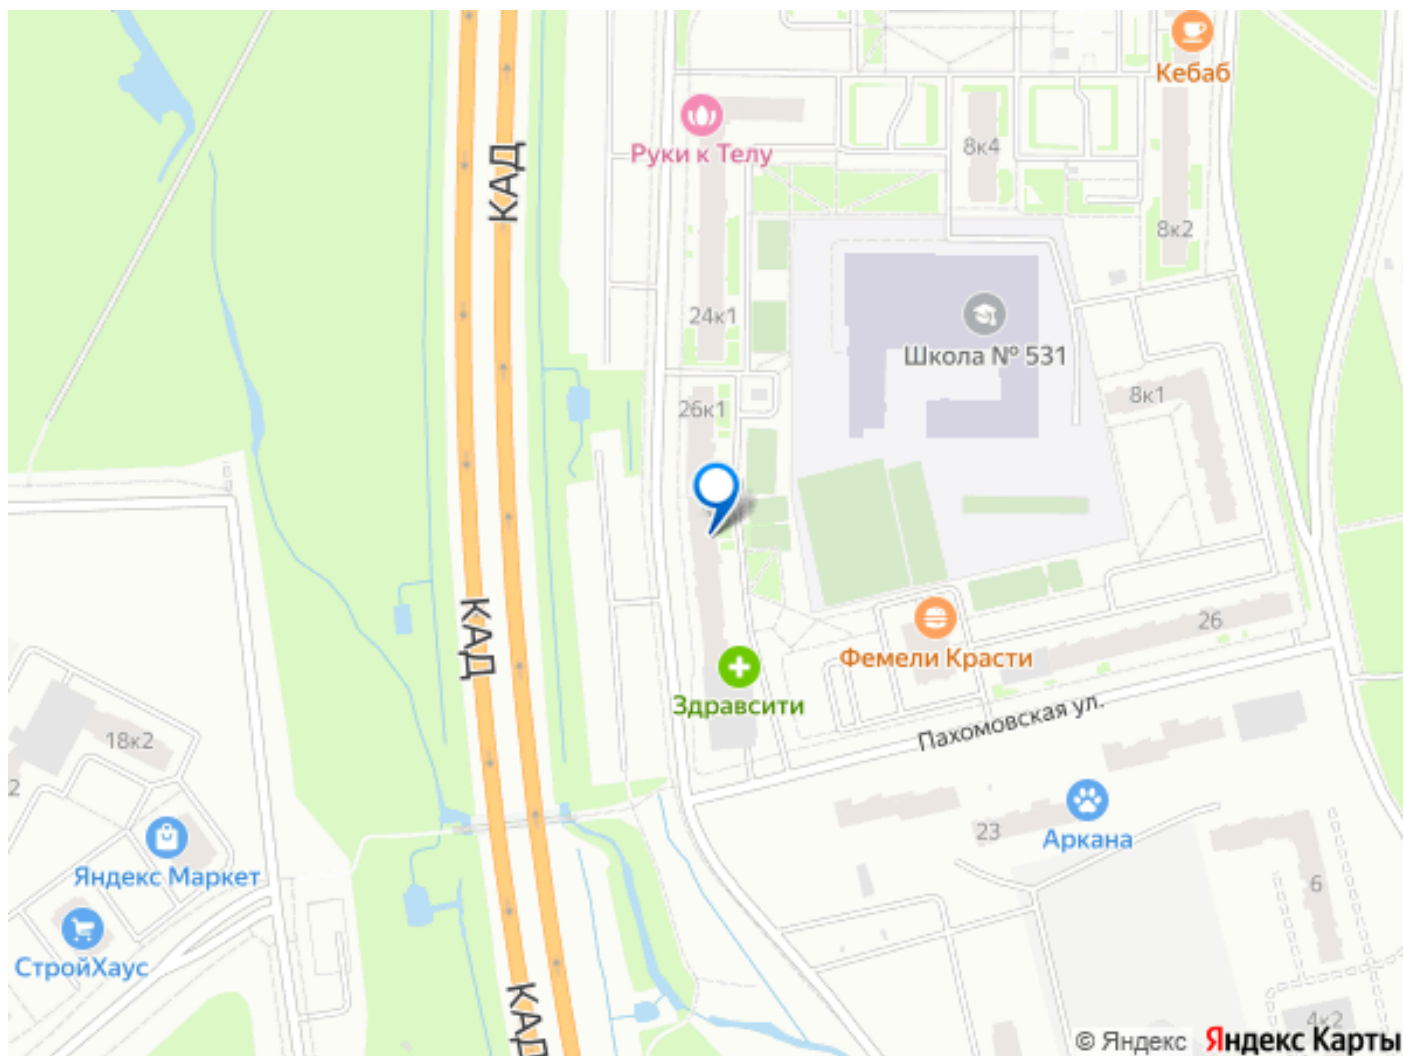 Кебаб
КАД
Руки к Телу
8к4
8к2
24к1
Школа № 531
26к1
8к1
КАД
26
Фемели Красти
Здравсити
Пахомовская ул.
18к2
2
23
Аркана
Яндекс Маркет
6
СтройХаус
КАД
4к2
© Яндекс Яндекс Карты